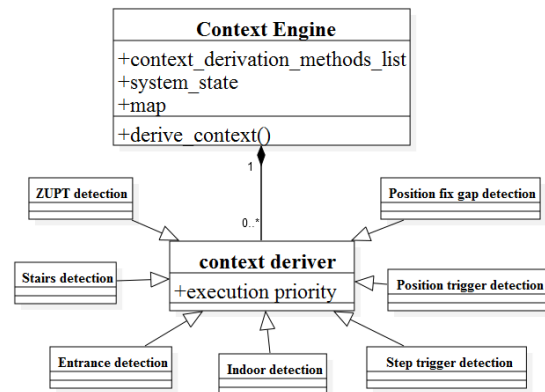 Context Engine
+context_derivation_methods_list
+system_state
+map
+derive_context()
1
ZUPT detection
Position fix gap detection
0..*
context deriver
+execution priority
Stairs detection
Position trigger detection
Entrance detection
Indoor detection
Step trigger detection